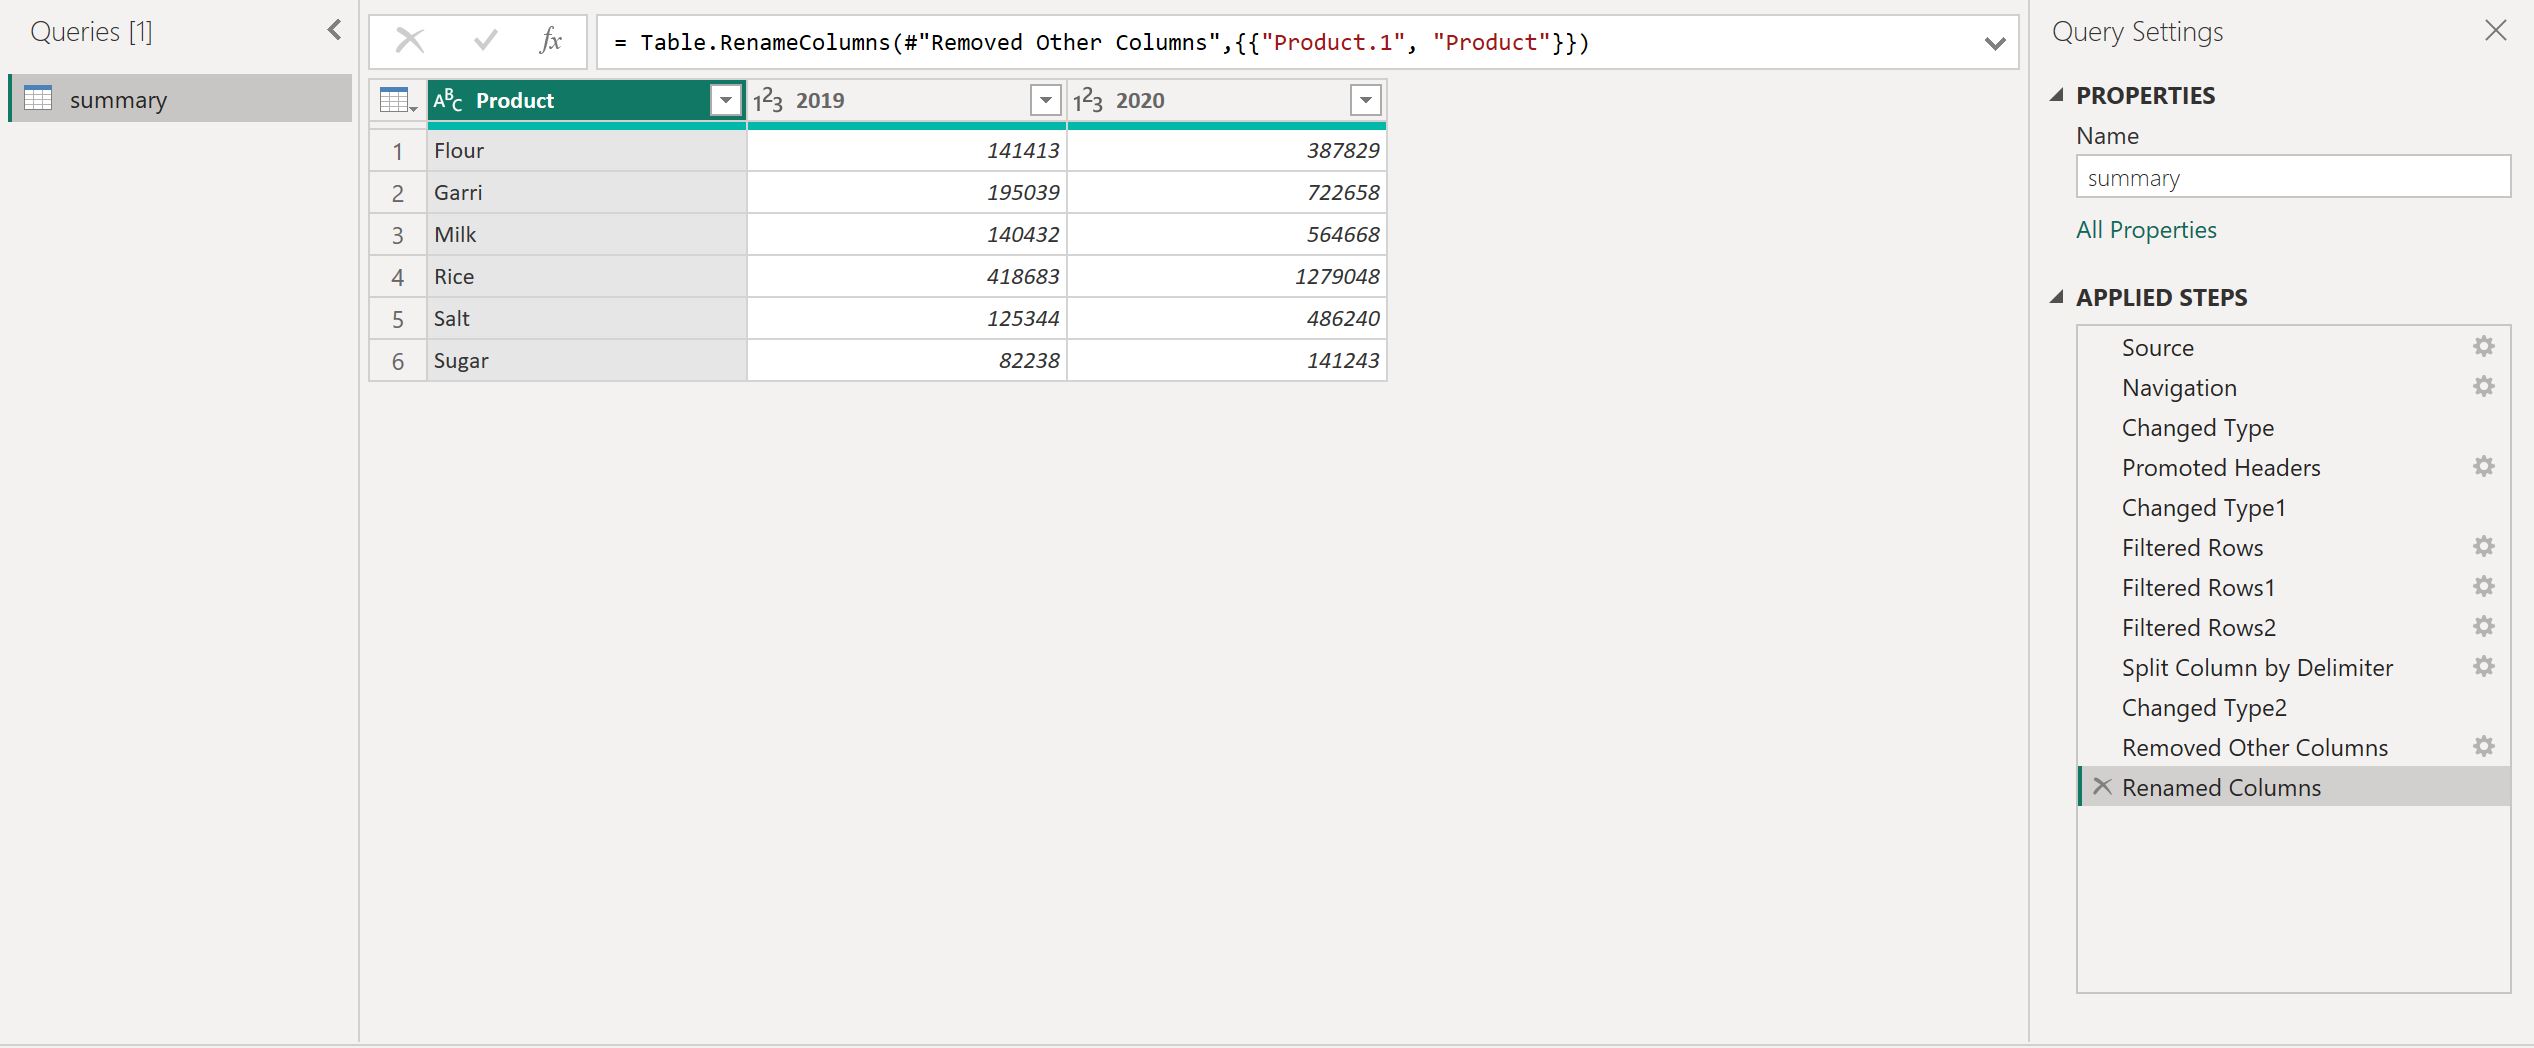 Queries [1]
summary
fx
= Table.RenameColumns(#"Removed Other Columns",{{"Product.1", "Product"}})
ABC Product 123 2019 123 2020
1 Flour 141413 387829
2 Garri 195039 722658
3 Milk 140432 564668
4 Rice 418683 1279048
5 Salt 125344 486240
6 Sugar 82238 141243
Query Settings
PROPERTIES
Name
summary
All Properties
APPLIED STEPS
Source
Navigation
Changed Type
Promoted Headers
Changed Type1
Filtered Rows
Filtered Rows1
Filtered Rows2
Split Column by Delimiter
Changed Type2
Removed Other Columns
Renamed Columns